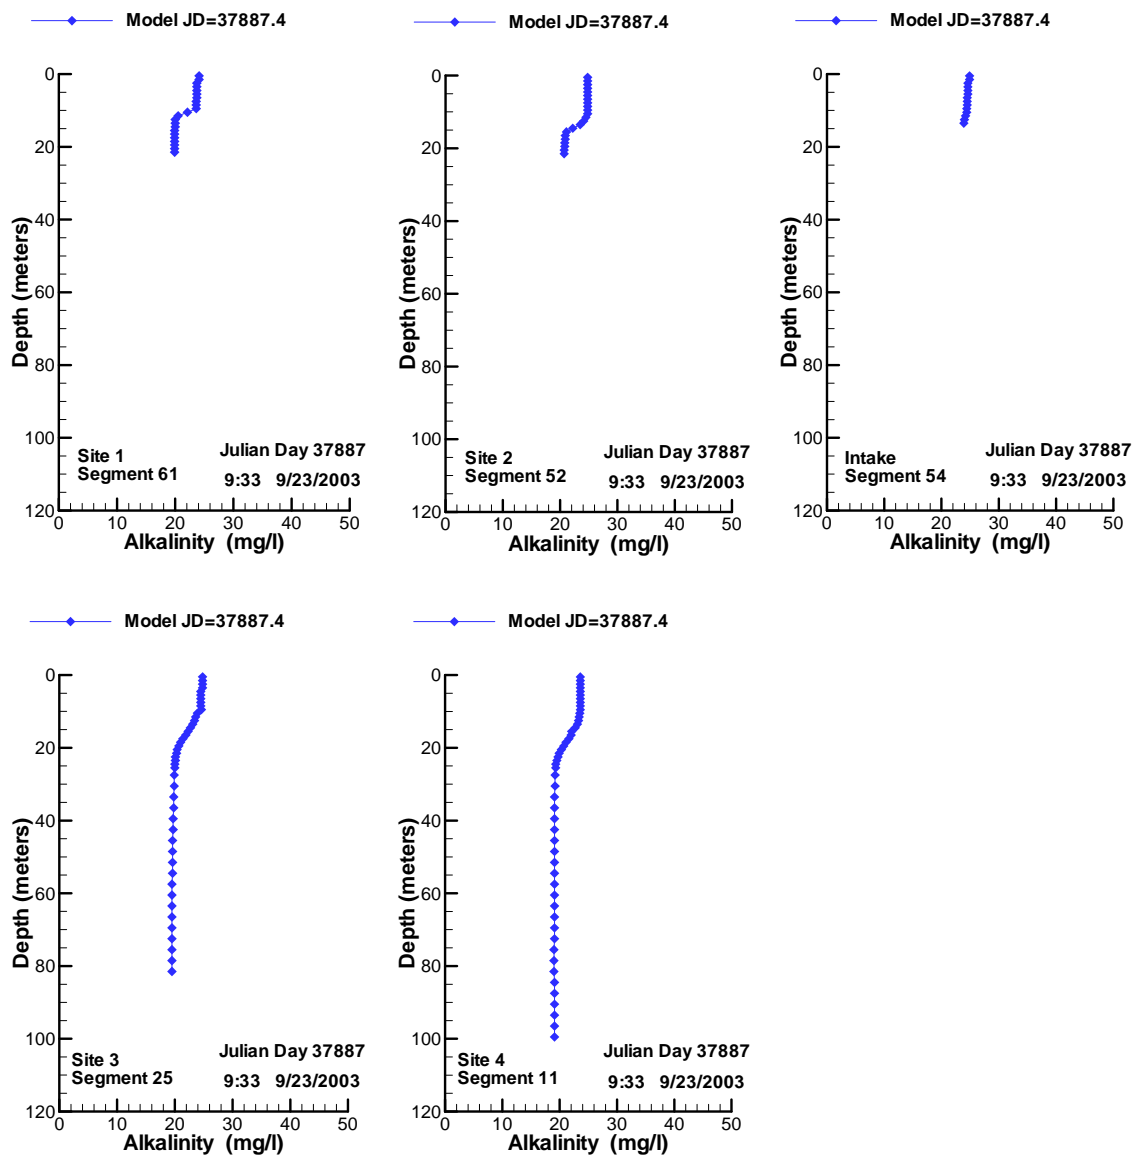 Model JD=37887.4
0
20
40
60
80
100
120
Depth (meters)
Site 1
Segment 61
Julian Day 37887
9:33 9/23/2003
0 10 20 30 40 50
Alkalinity (mg/l)
Model JD=37887.4
0
20
40
60
80
100
120
Depth (meters)
Site 2
Segment 52
Julian Day 37887
9:33 9/23/2003
0 10 20 30 40 50
Alkalinity (mg/l)
Model JD=37887.4
0
20
40
60
80
100
120
Depth (meters)
Intake
Segment 54
Julian Day 37887
9:33 9/23/2003
0 10 20 30 40 50
Alkalinity (mg/l)
Model JD=37887.4
0
20
40
60
80
100
120
Depth (meters)
Site 3
Segment 25
Julian Day 37887
9:33 9/23/2003
0 10 20 30 40 50
Alkalinity (mg/l)
Model JD=37887.4
0
20
40
60
80
100
120
Depth (meters)
Site 4
Segment 11
Julian Day 37887
9:33 9/23/2003
0 10 20 30 40 50
Alkalinity (mg/l)